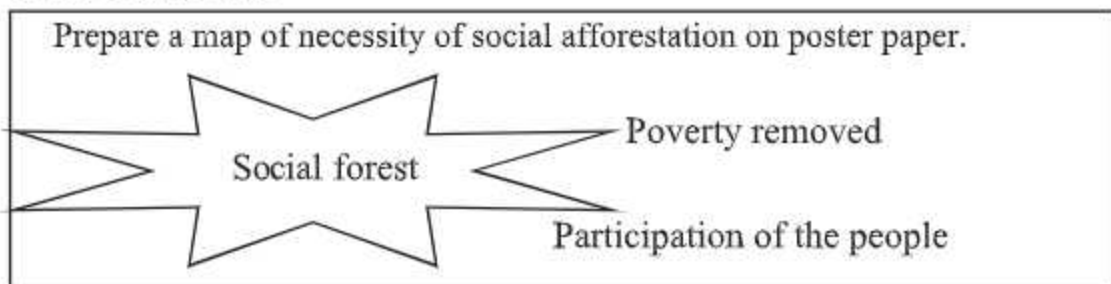 Prepare a map of necessity of social afforestation on poster paper.
Poverty removed
Social forest
Participation of the people